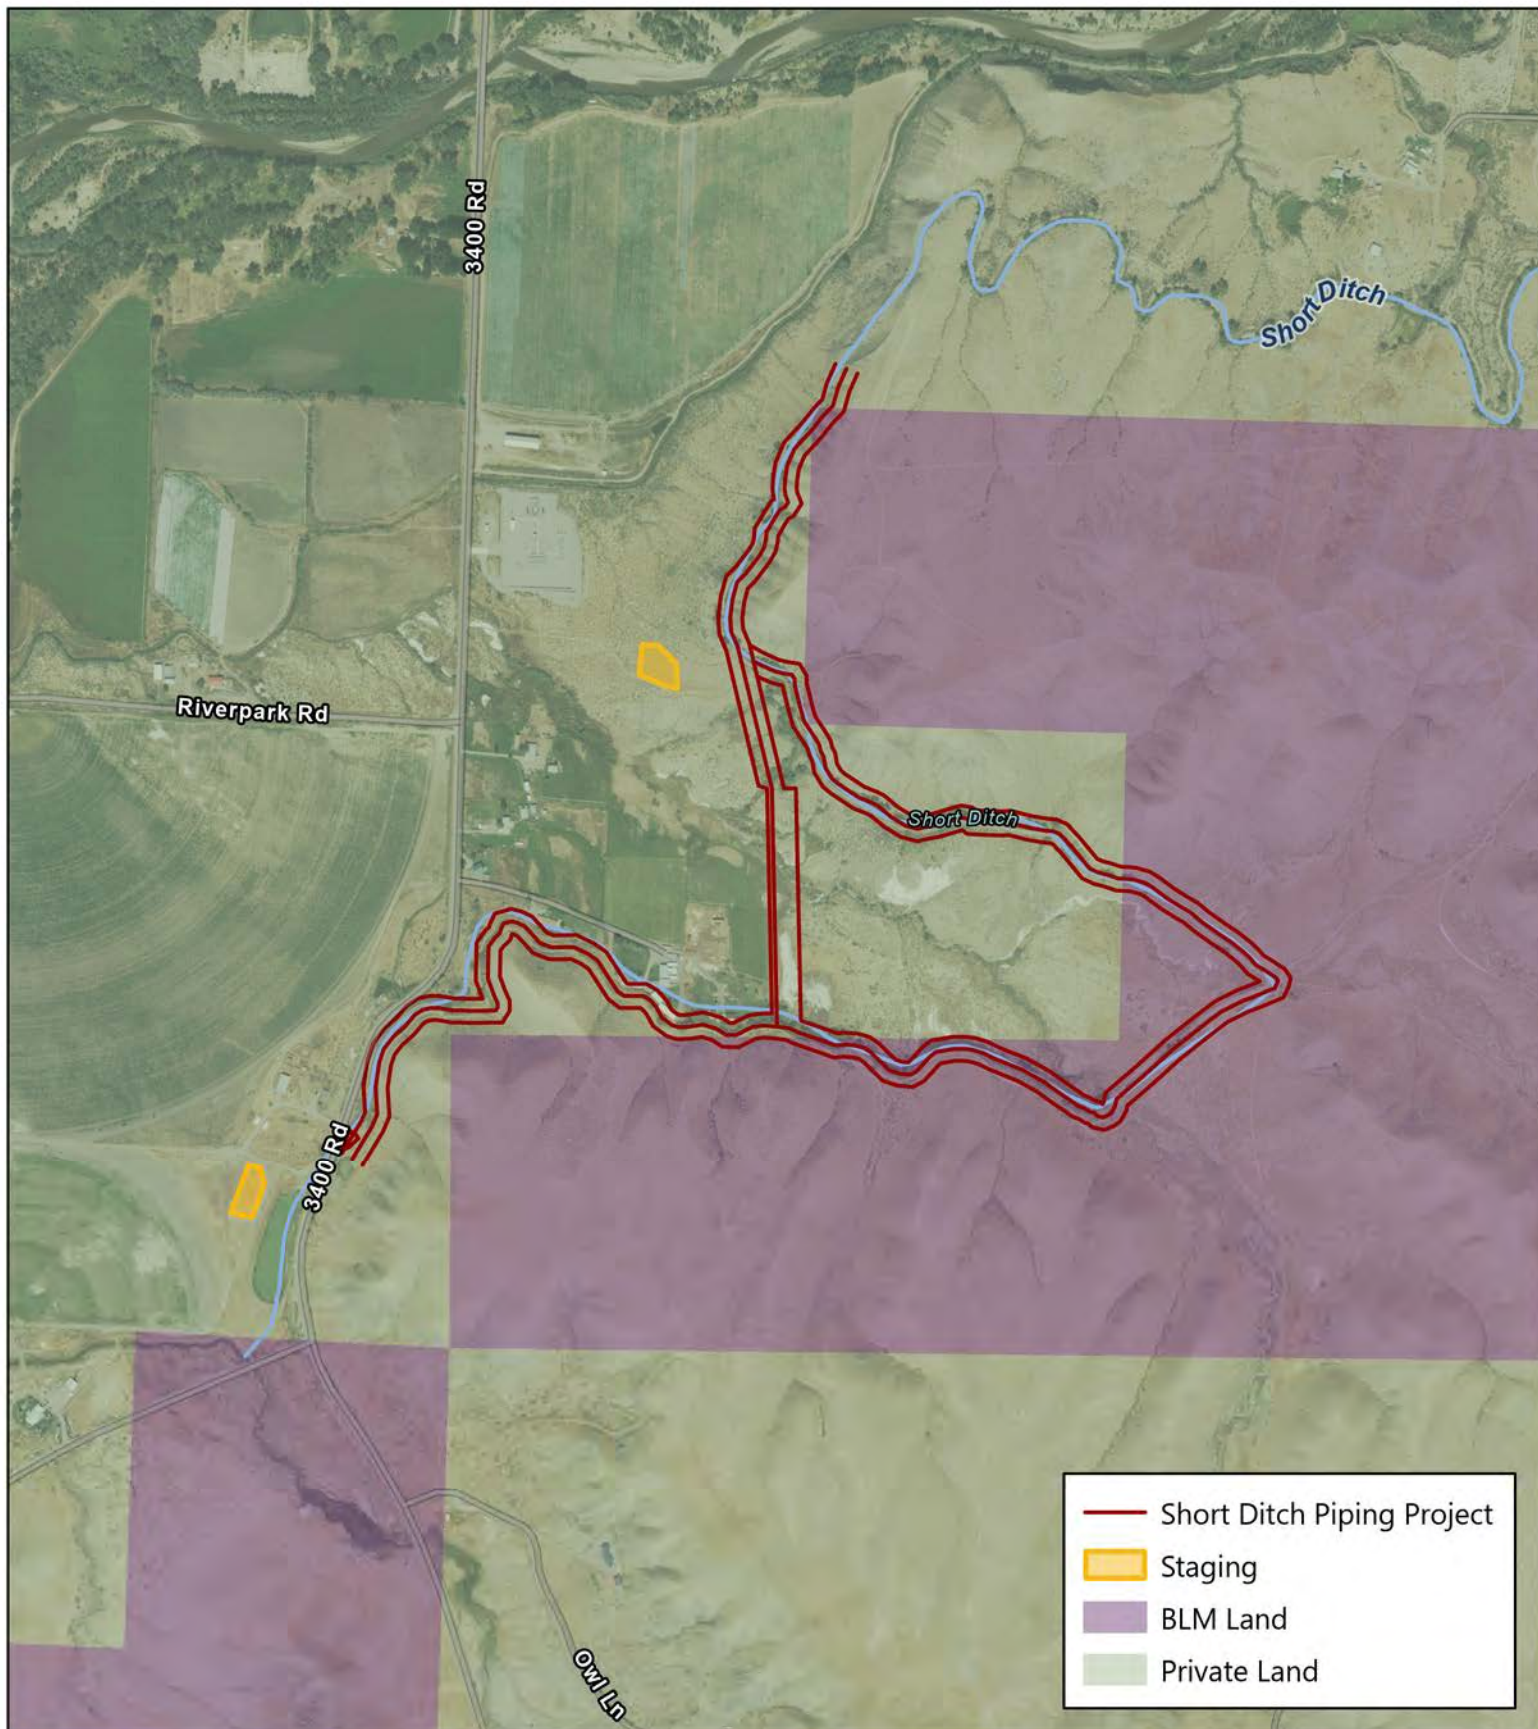 3400 Rd
Short Ditch
Riverpark Rd
Short Ditch
3400 Rd
Owl Ln
Short Ditch Piping Project
Staging
BLM Land
Private Land